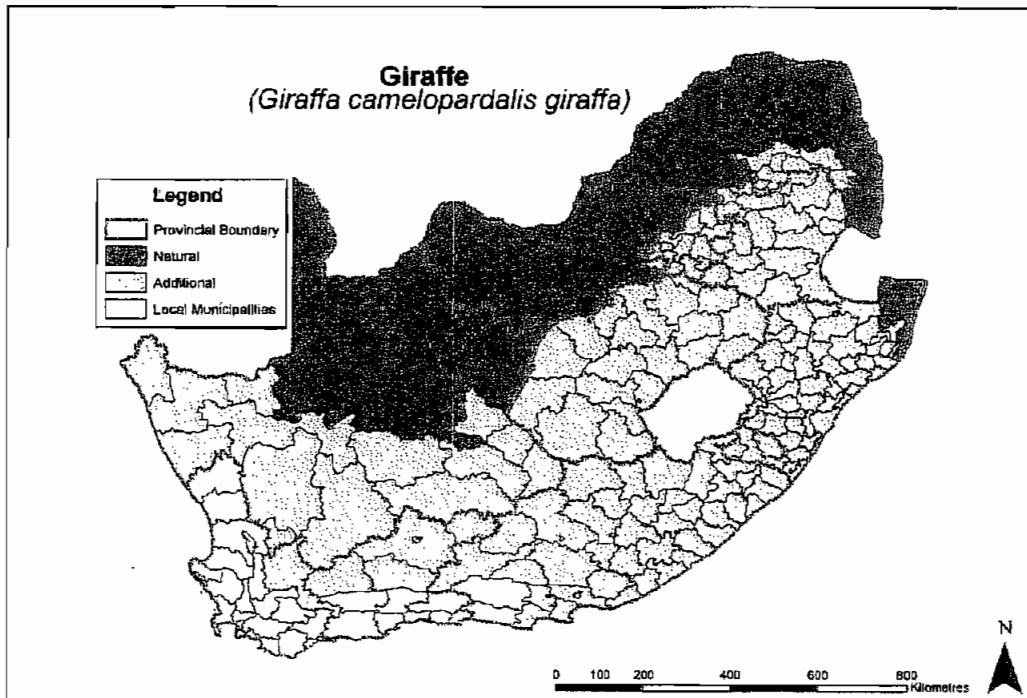 Giraffe
(Giraffa camelopardalis giraffa)
Legend
Provincial Boundary
Natural
Additional
Local Municipalities
N
0 100 200 400 600 800
Kilometres